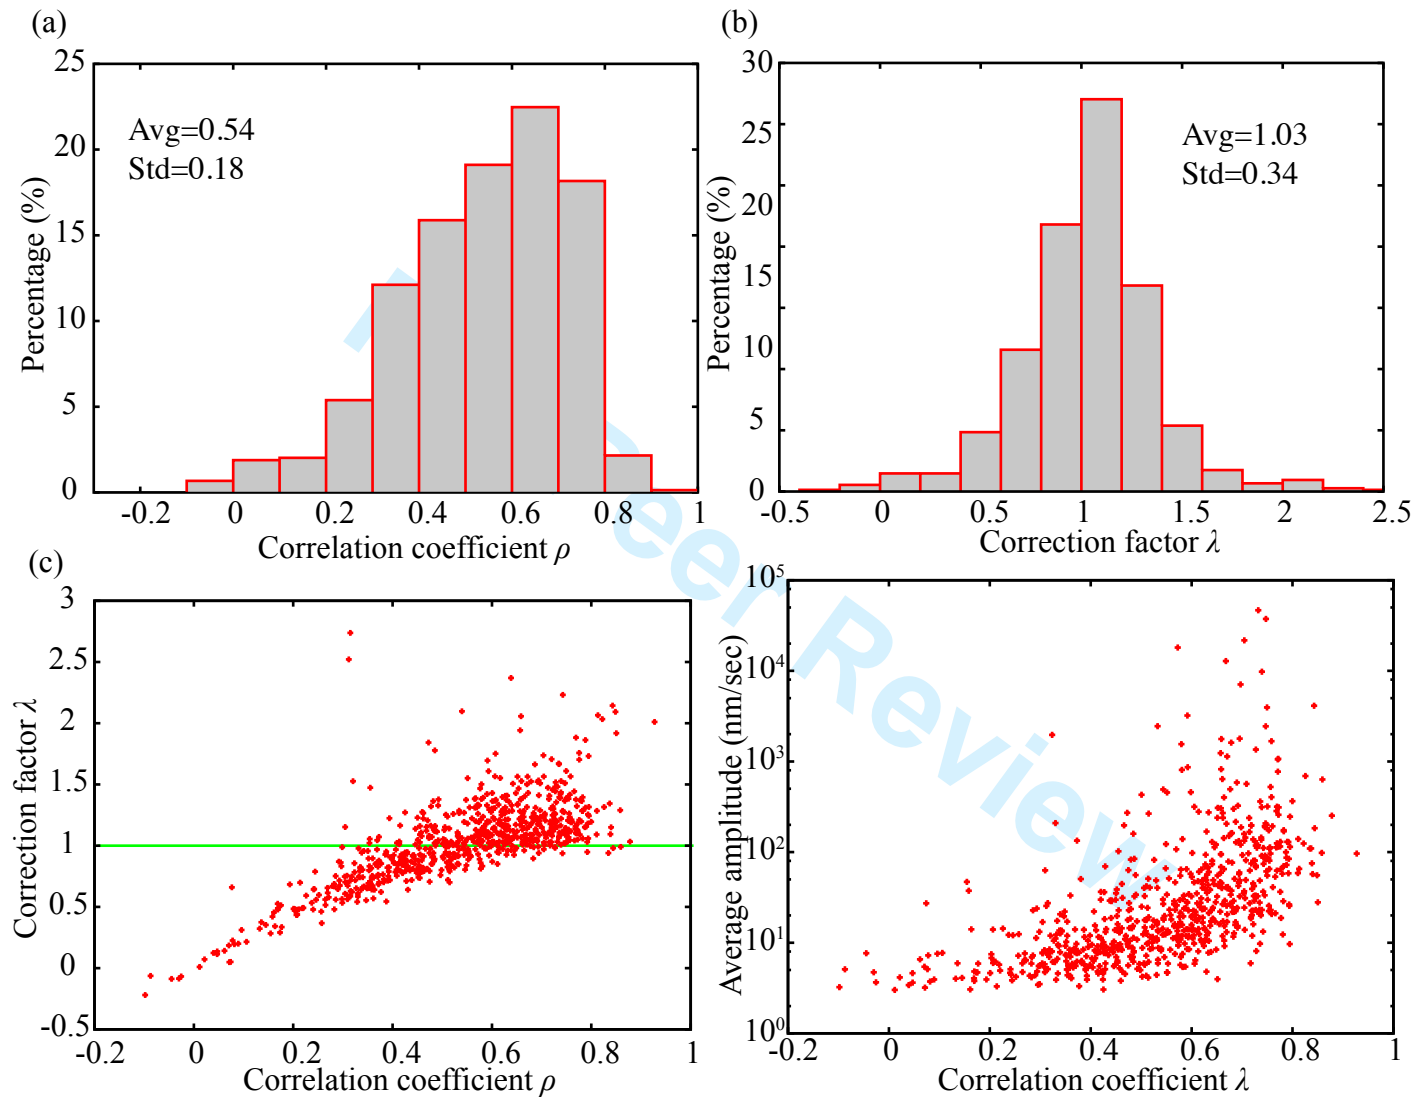 (a)
25
20
15
10
5
0
Percentage (%)
Avg=0.54
Std=0.18
-0.2 0 0.2 0.4 0.6 0.8 1
Correlation coefficient ρ
(b)
30
25
20
15
10
5
0
Percentage (%)
Avg=1.03
Std=0.34
-0.5 0 0.5 1 1.5 2 2.5
Correction factor λ
(c)
3
2.5
2
1.5
1
0.5
0
-0.5
Correction factor λ
-0.2 0 0.2 0.4 0.6 0.8 1
Correlation coefficient ρ
10⁵
10⁴
10³
10²
10¹
10⁰
Average amplitude (nm/sec)
-0.2 0 0.2 0.4 0.6 0.8 1
Correlation coefficient λ
Review